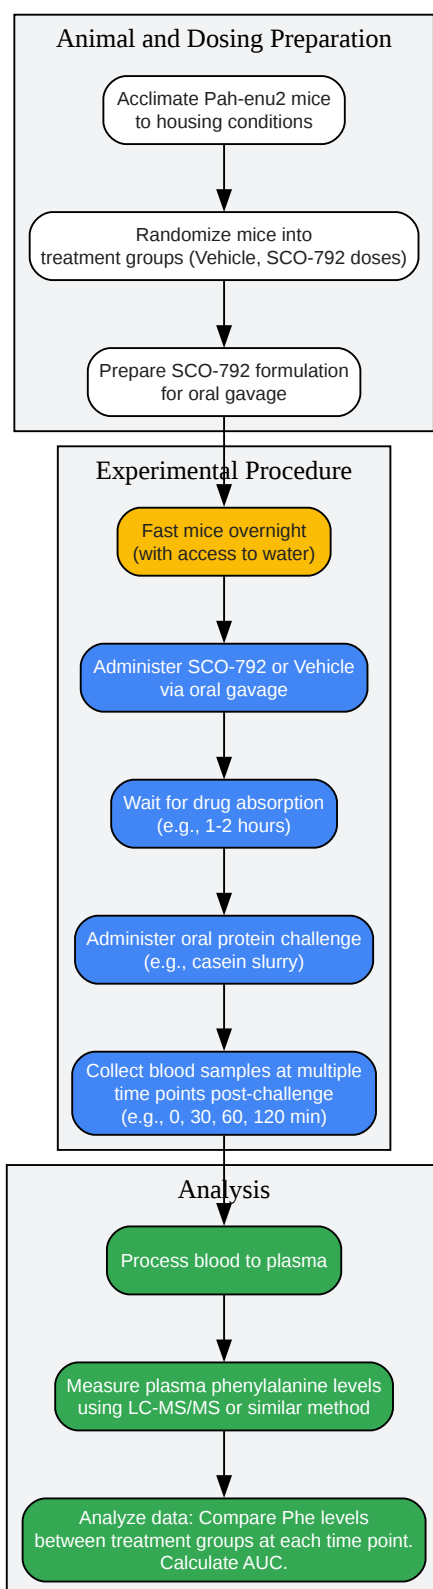 Animal and Dosing Preparation
Acclimate Pah-enu2 mice
to housing conditions
Randomize mice into
treatment groups (Vehicle, SCO-792 doses)
Prepare SCO-792 formulation
for oral gavage
Experimental Procedure
Fast mice overnight
(with access to water)
Administer SCO-792 or Vehicle
via oral gavage
Wait for drug absorption
(e.g., 1-2 hours)
Administer oral protein challenge
(e.g., casein slurry)
Collect blood samples at multiple
time points post-challenge
(e.g., 0, 30, 60, 120 min)
Analysis
Process blood to plasma
Measure plasma phenylalanine levels
using LC-MS/MS or similar method
Analyze data: Compare Phe levels
between treatment groups at each time point.
Calculate AUC.